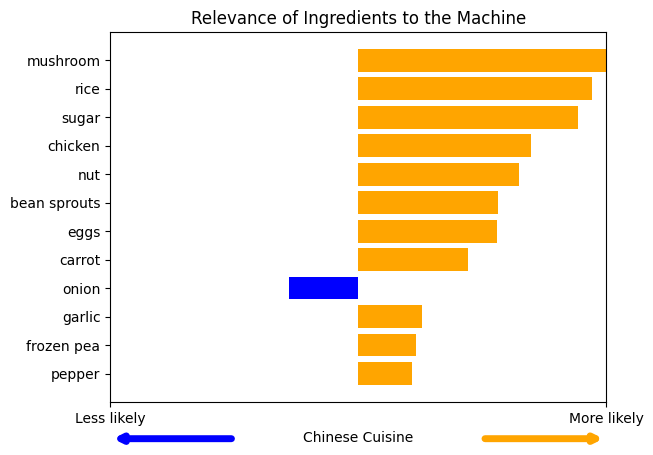 Relevance of Ingredients to the Machine
mushroom
rice
sugar
chicken
nut
bean sprouts
eggs
carrot
onion
garlic
frozen pea
pepper
Less likely
More likely
Chinese Cuisine